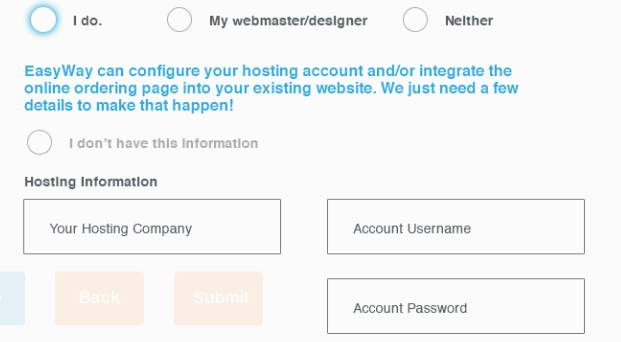 I do.
My webmaster/designer
Neither
EasyWay can configure your hosting account and/or integrate the
online ordering page into your existing website. We just need a few
details to make that happen!
I don't have this information
Hosting Information
Your Hosting Company
Account Username
Back
Submit
Account Password